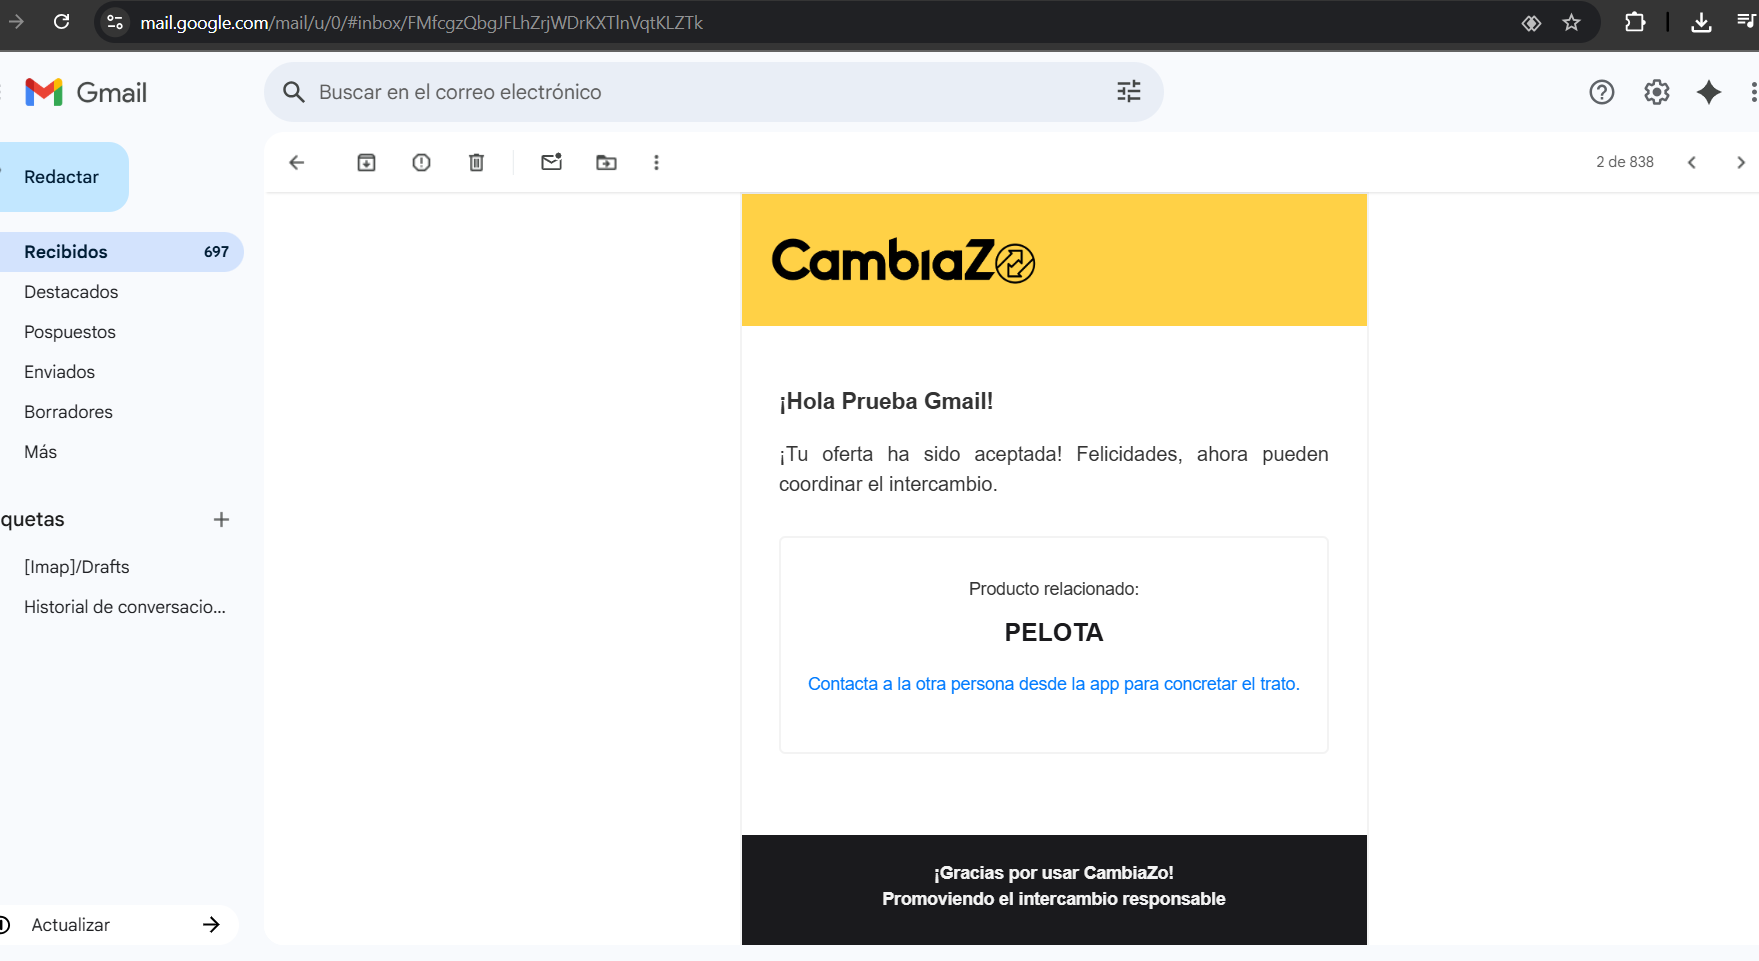 mail.google.com/mail/u/0/#inbox/FMfcgzQbgJFLhZrjWDrKXTlnVqtKLZTk
Gmail
Buscar en el correo electrónico
Redactar
2 de 838
Recibidos 697
Destacados
Pospuestos
Enviados
Borradores
Más
quetas
[Imap]/Drafts
Historial de conversacio...
Actualizar
CambiaZo
¡Hola Prueba Gmail!
¡Tu oferta ha sido aceptada! Felicidades, ahora pueden
coordinar el intercambio.
Producto relacionado:
PELOTA
Contacta a la otra persona desde la app para concretar el trato.
¡Gracias por usar CambiaZo!
Promoviendo el intercambio responsable